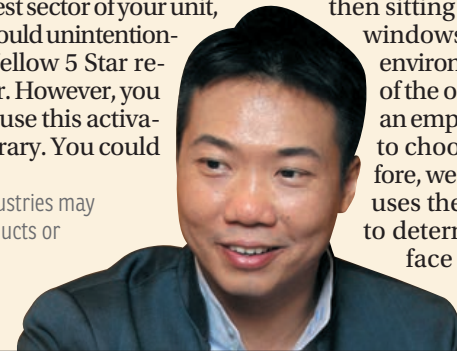 est sector of your unit,
ould unintention-
ellow 5 Star re-
r. However, you
use this activa-
rary. You could
ustries may
ucts or
then sitting
windows
environ
of the o
an emp
to choo
fore, we
uses the
to deter
face